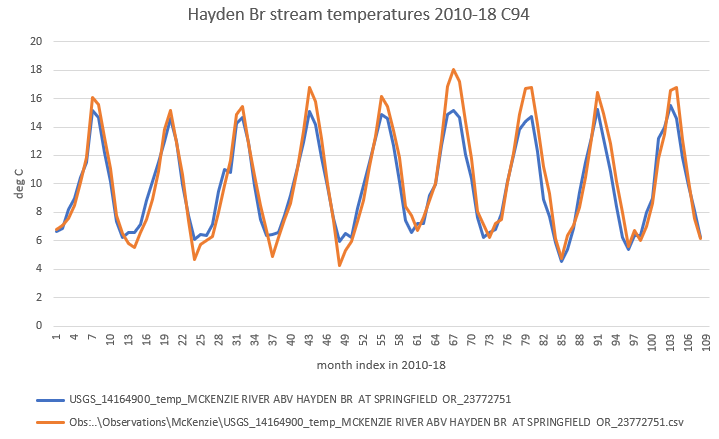 Hayden Br stream temperatures 2010-18 C94
20
18
16
14
12
10
8
6
4
2
0
deg C
1 4 7 10 13 16 19 22 25 28 31 34 37 40 43 46 49 52 55 58 61 64 67 70 73 76 79 82 85 88 91 94 97 100 103 106 109
month index in 2010-18
USGS_14164900_temp_MCKENZIE RIVER ABV HAYDEN BR AT SPRINGFIELD OR_23772751
Obs:..\Observations\McKenzie\USGS_14164900_temp_MCKENZIE RIVER ABV HAYDEN BR AT SPRINGFIELD OR_23772751.csv